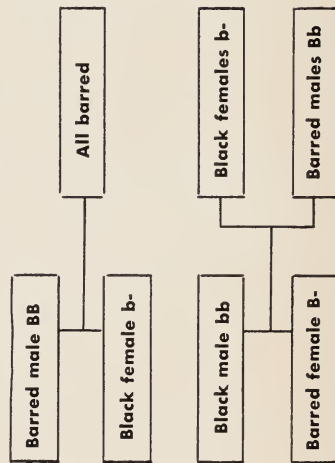 Barred male BB
Black female b-
All barred
Black male bb
Barred female B-
Black females b-
Barred males Bb